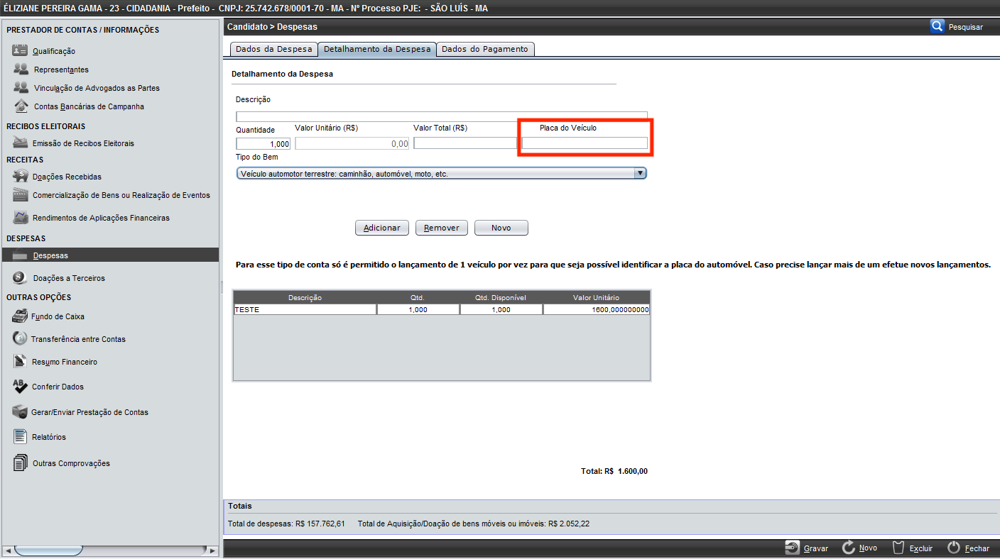 ÉLIZIANE PEREIRA GAMA - 23 - CIDADANIA - Prefeito - CNPJ: 25.742.678/0001-70 - MA - Nº Processo PJE: - SÃO LUÍS - MA
PRESTADOR DE CONTAS / INFORMAÇÕES
Qualificação
Representantes
Vinculação de Advogados as Partes
Contas Bancárias de Campanha
RECIBOS ELEITORAIS
Emissão de Recibos Eleitorais
RECEITAS
Doações Recebidas
Comercialização de Bens ou Realização de Eventos
Rendimentos de Aplicações Financeiras
DESPESAS
Despesas
Doações a Terceiros
OUTRAS OPÇÕES
Fundo de Caixa
Transferência entre Contas
Resumo Financeiro
Conferir Dados
Gerar/Enviar Prestação de Contas
Relatórios
Outras Comprovações
Candidato > Despesas
Pesquisar
Dados da Despesa Detalhamento da Despesa Dados do Pagamento
Detalhamento da Despesa
Descrição
Quantidade Valor Unitário (R$) Valor Total (R$) Placa do Veículo
1,000 0,00
Tipo do Bem
Veículo automotor terrestre: caminhão, automóvel, moto, etc.
Adicionar Remover Novo
Para esse tipo de conta só é permitido o lançamento de 1 veículo por vez para que seja possível identificar a placa do automóvel. Caso precise lançar mais de um efetue novos lançamentos.
Descrição Qtd. Qtd. Disponível Valor Unitário
TESTE 1,000 1,000 1600,000000000
Total: R$ 1.600,00
Totais
Total de despesas: R$ 157.762,61 Total de Aquisição/Doação de bens móveis ou imóveis: R$ 2.052,22
Gravar Novo Excluir Fechar